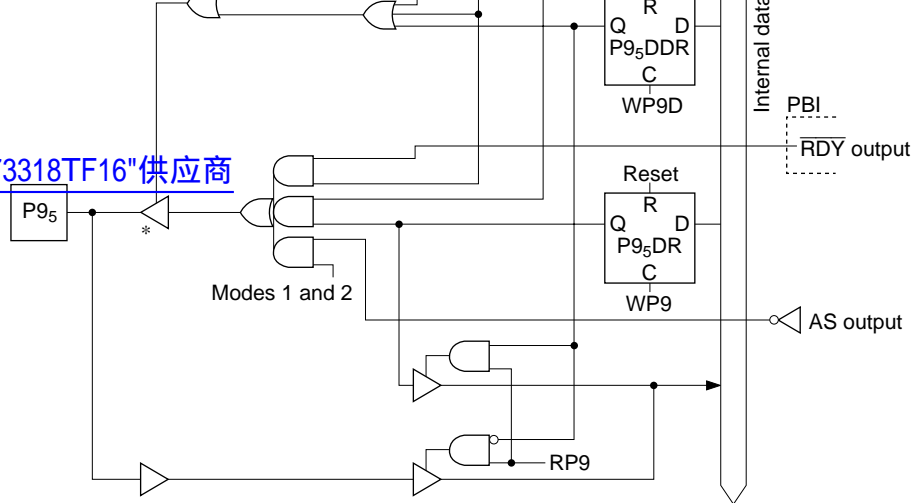 R
Q D
P9₅DDR
C
WP9D
Internal data
PBI
RDY output
73318TF16"供应商
Reset
R
Q D
P9₅DR
C
WP9
P9₅
*
Modes 1 and 2
AS output
RP9